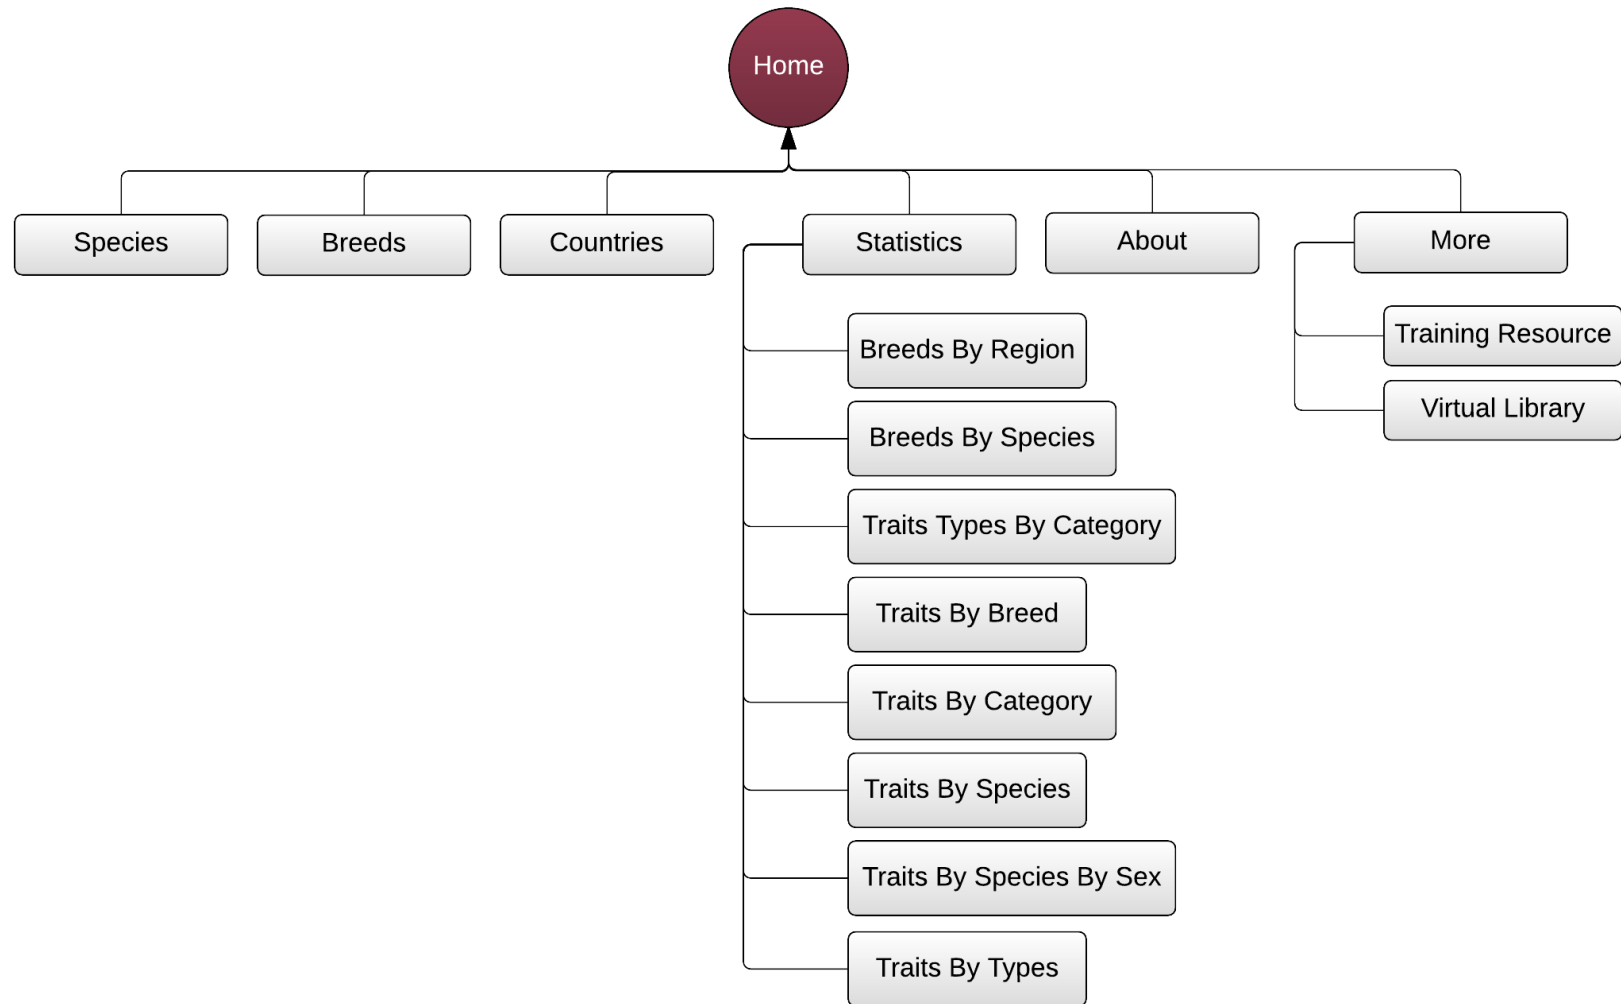 Home
Species
Breeds
Countries
Statistics
About
More
Breeds By Region
Breeds By Species
Traits Types By Category
Traits By Breed
Traits By Category
Traits By Species
Traits By Species By Sex
Traits By Types
Training Resource
Virtual Library